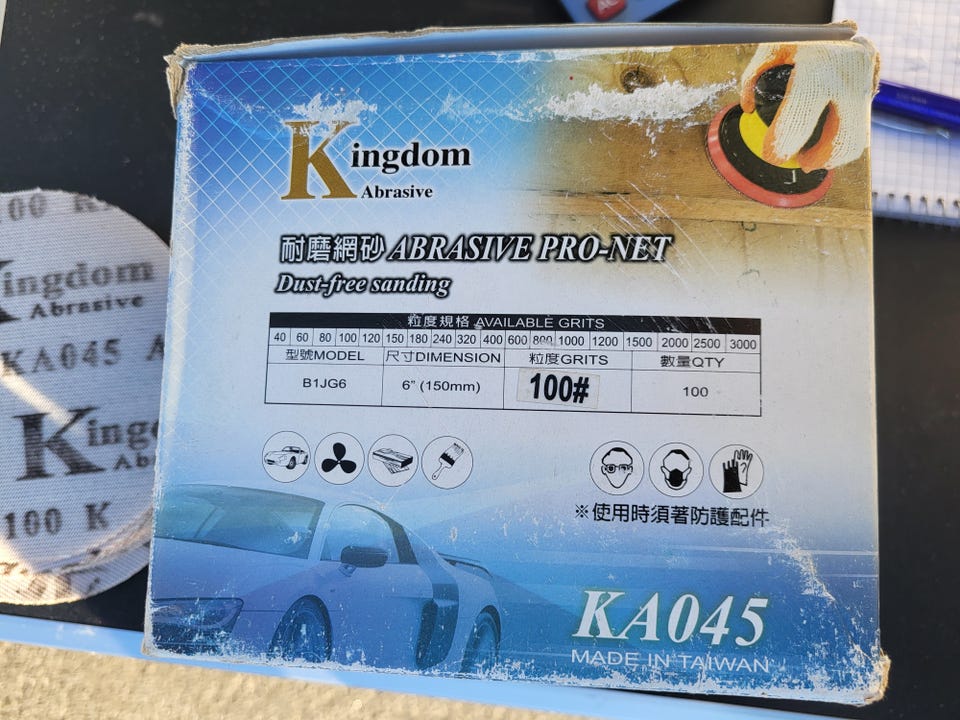 Kingdom
Abrasive
耐磨網砂 ABRASIVE PRO-NET
Dust-free sanding
粒度規格 AVAILABLE GRITS
40 60 80 100 120 150 180 240 320 400 600 800 1000 1200 1500 2000 2500 3000
型號MODEL 尺寸DIMENSION 粒度GRITS 數量QTY
B1JG6 6" (150mm) 100# 100
※使用時須著防護配件
KA045
MADE IN TAIWAN
100 K
ingdom
Abrasive
KA045 A
King
Ab
100 K